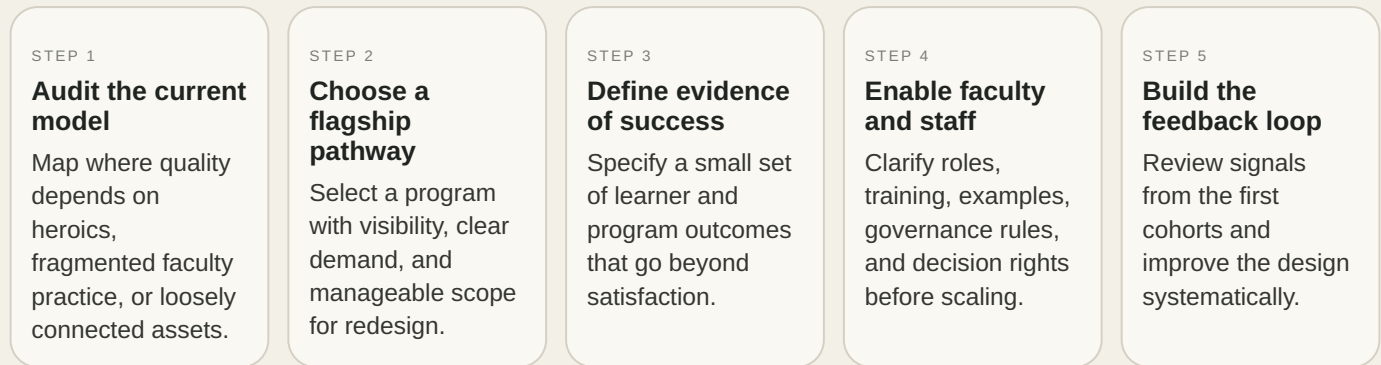 STEP 1
Audit the current
model
Map where quality
depends on
heroics,
fragmented faculty
practice, or loosely
connected assets.
STEP 2
Choose a
flagship
pathway
Select a program
with visibility, clear
demand, and
manageable scope
for redesign.
STEP 3
Define evidence
of success
Specify a small set
of learner and
program outcomes
that go beyond
satisfaction.
STEP 4
Enable faculty
and staff
Clarify roles,
training, examples,
governance rules,
and decision rights
before scaling.
STEP 5
Build the
feedback loop
Review signals
from the first
cohorts and
improve the design
systematically.